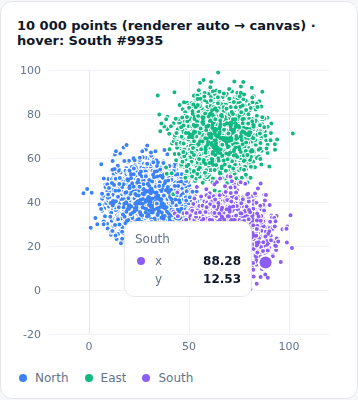 10 000 points (renderer auto → canvas) ·
hover: South #9935
100
80
60
40
20
0
-20
South
x 88.28
y 12.53
0 50 100
North East South